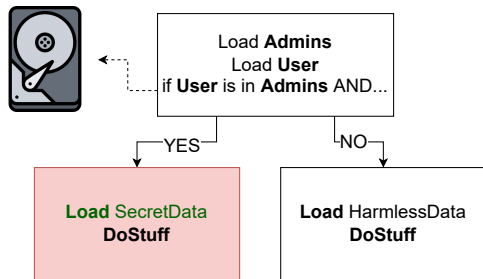 Load Admins
Load User
if User is in Admins AND...
YES
NO
Load SecretData
DoStuff
Load HarmlessData
DoStuff